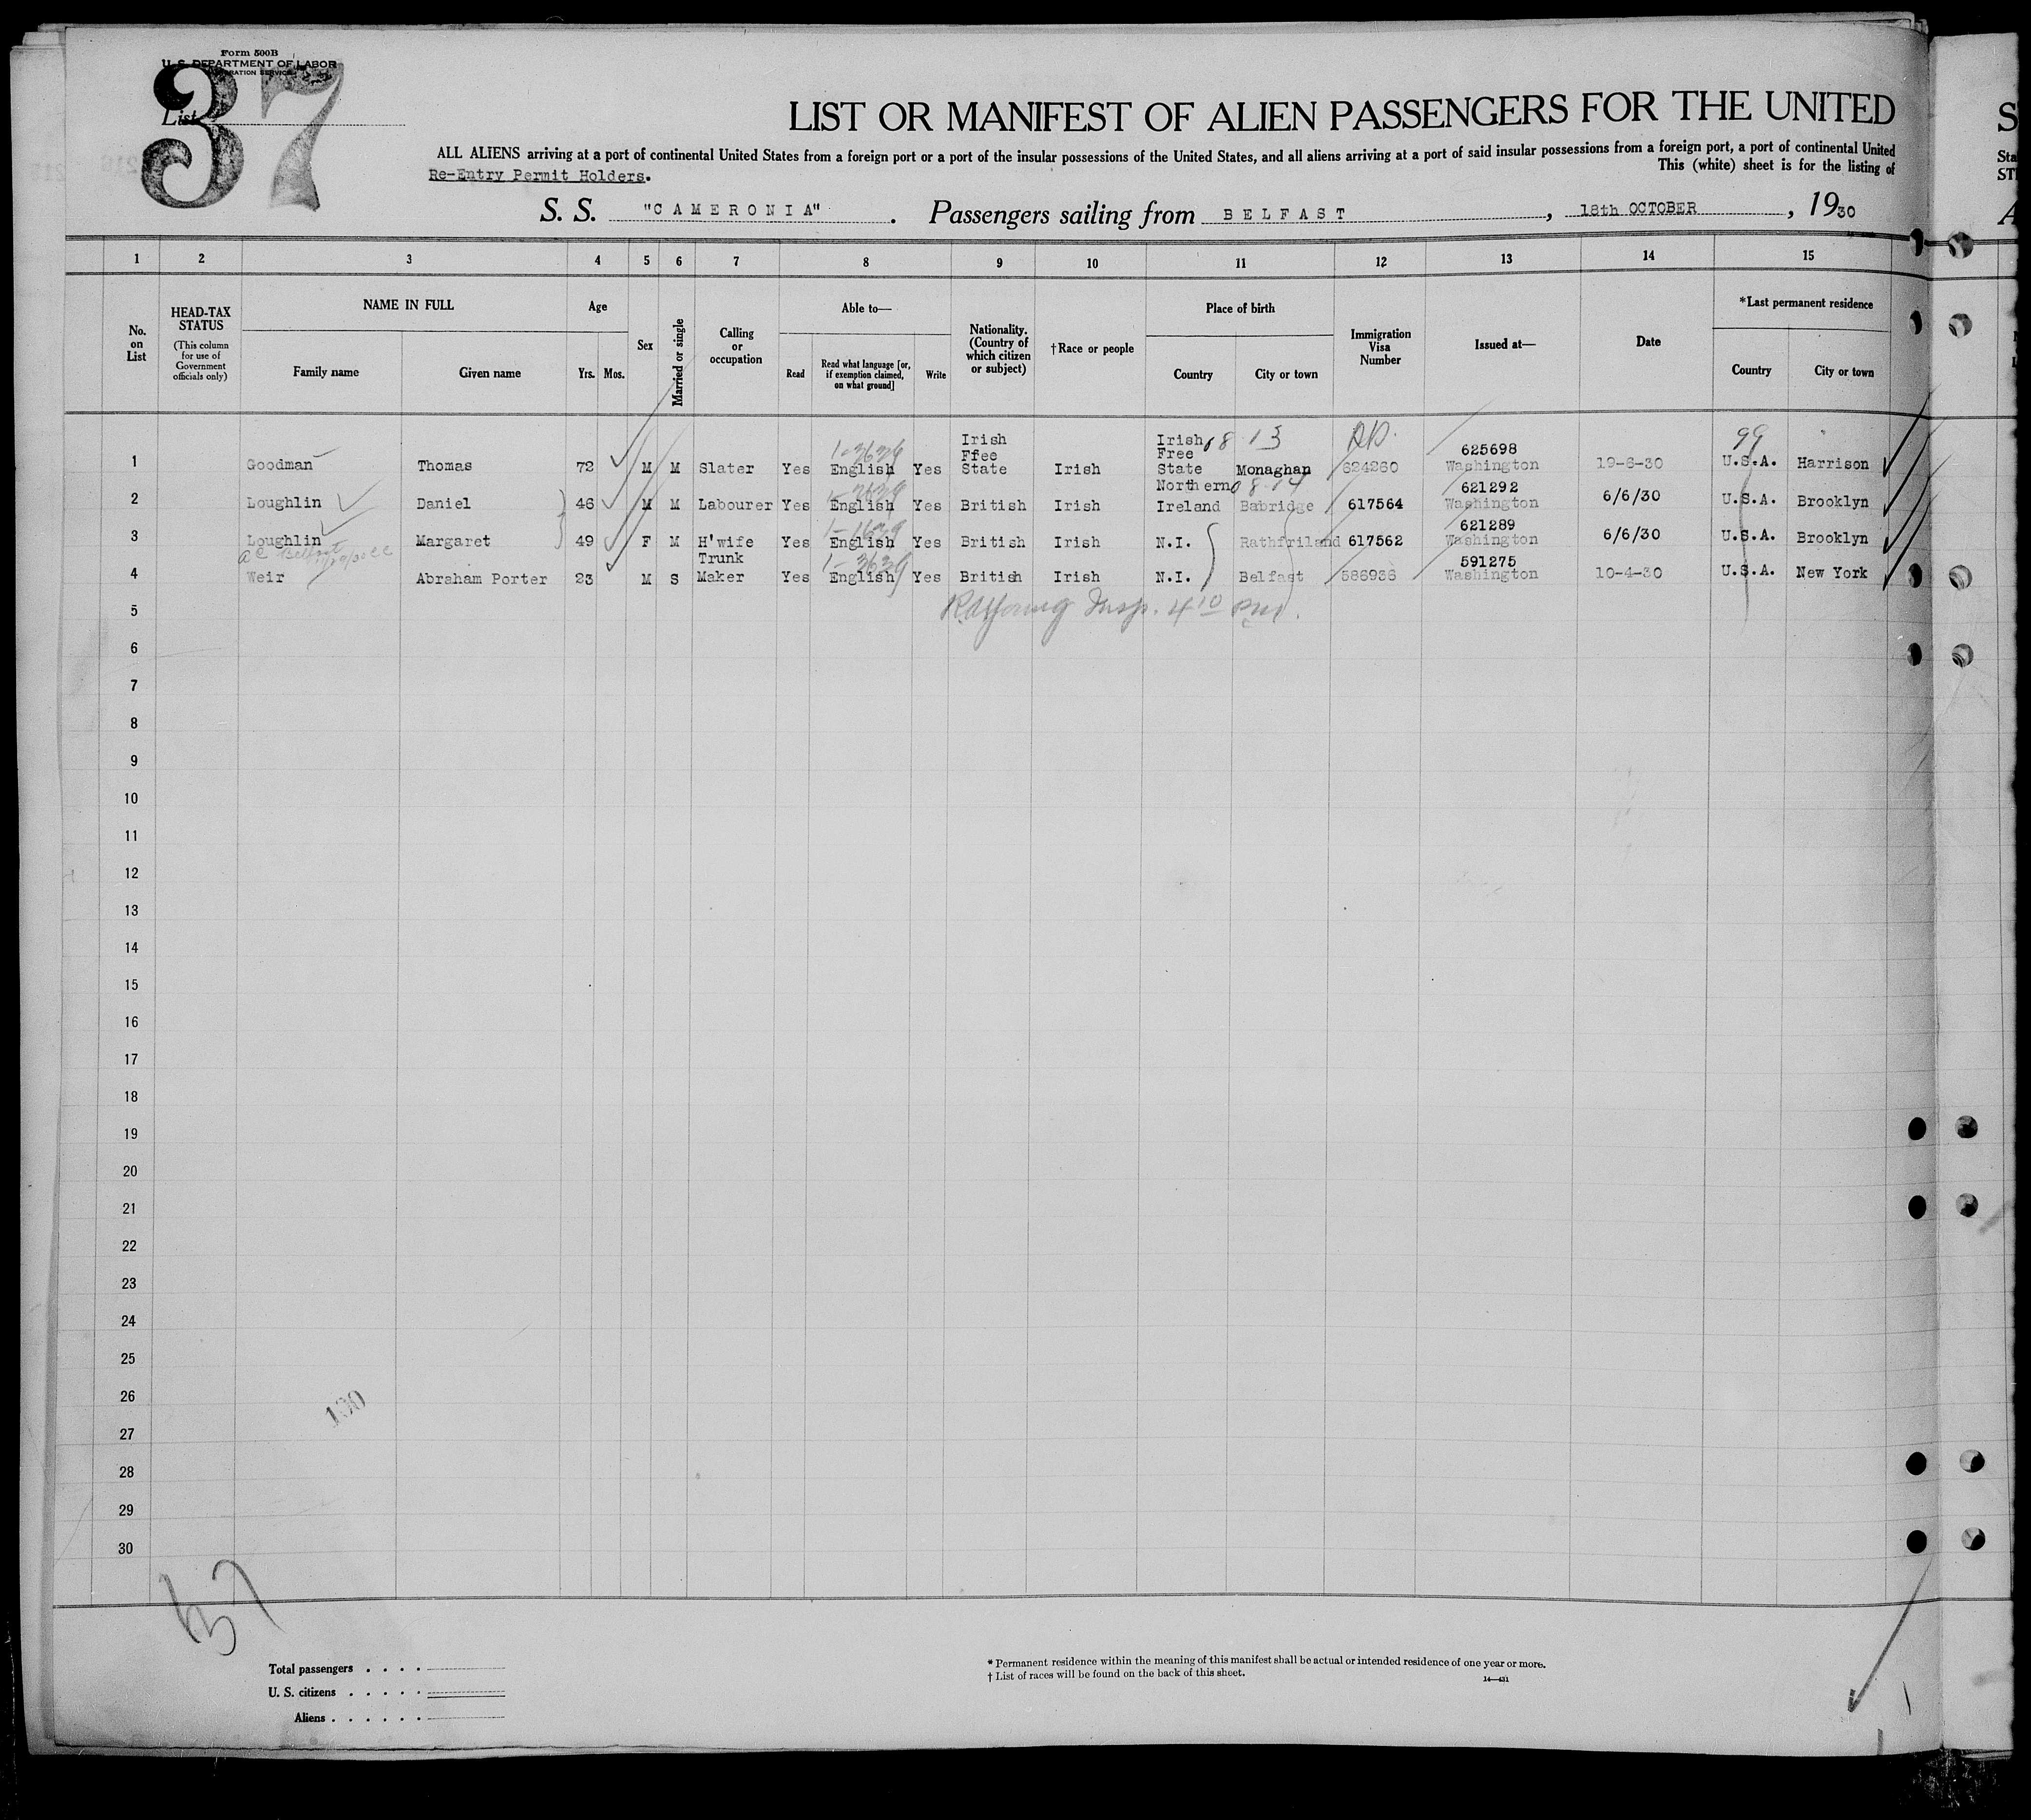 Form 500B
U. S. DEPARTMENT OF LABOR
List
37
LIST OR MANIFEST OF ALIEN PASSENGERS FOR THE UNITED
ALL ALIENS arriving at a port of continental United States from a foreign port or a port of the insular possessions of the United States, and all aliens arriving at a port of said insular possessions from a foreign port, a port of continental United
Re-Entry Permit Holders.
This (white) sheet is for the listing of
S. S. "CAMERONIA". Passengers sailing from BELFAST, 18th OCTOBER, 1930
1 2 3 4 5 6 7 8 9 10 11 12 13 14 15
No. on List
HEAD-TAX STATUS
(This column for use of Government officials only)
NAME IN FULL
Family name
Given name
Age
Yrs. Mos.
Sex
Married or single
Calling or occupation
Able to—
Read
Read what language [or, if exemption claimed, on what ground]
Write
Nationality. (Country of which citizen or subject)
†Race or people
Place of birth
Country
City or town
Immigration Visa Number
Issued at—
Date
*Last permanent residence
Country
City or town
1 Goodman Thomas 72 M M Slater Yes English Yes Irish Ffee State Irish Irish Free State Monaghan 624260 625698 Washington 19-6-30 U.S.A. Harrison
2 Loughlin Daniel 46 M M Labourer Yes English Yes British Irish Northern Ireland Babridge 617564 621292 Washington 6/6/30 U.S.A. Brooklyn
3 Loughlin Margaret 49 F M H'wife Yes English Yes British Irish N.I. Rathfriland 617562 621289 Washington 6/6/30 U.S.A. Brooklyn
4 Weir Abraham Porter 23 M S Trunk Maker Yes English Yes British Irish N.I. Belfast 586936 591275 Washington 10-4-30 U.S.A. New York
99
5
6
7
8
9
10
11
12
13
14
15
16
17
18
19
20
21
22
23
24
25
26
27
28
29
30
130
37
Total passengers . . . .
U. S. citizens . . . . .
Aliens . . . . . .
* Permanent residence within the meaning of this manifest shall be actual or intended residence of one year or more.
† List of races will be found on the back of this sheet.
14—431